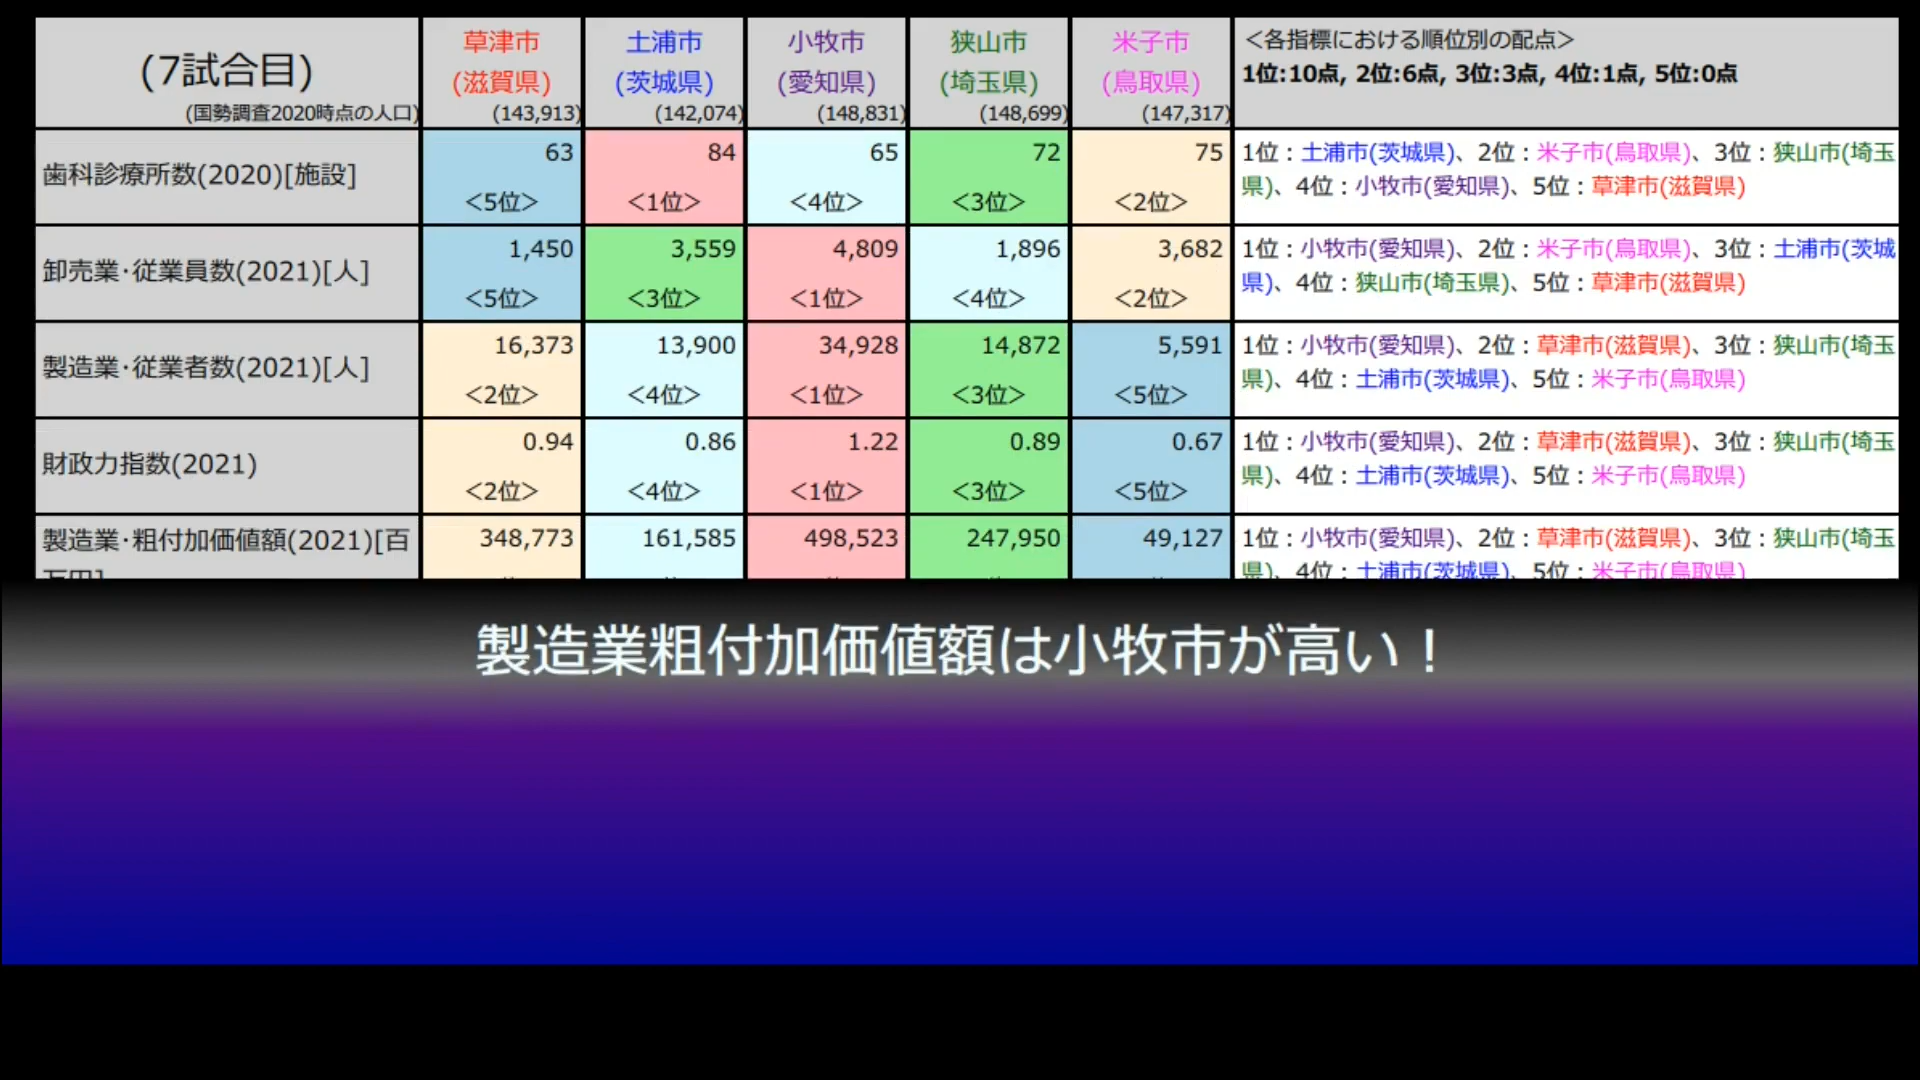 (7試合目)
(国勢調査2020時点の人口)
草津市
(滋賀県)
(143,913)
土浦市
(茨城県)
(142,074)
小牧市
(愛知県)
(148,831)
狭山市
(埼玉県)
(148,699)
米子市
(鳥取県)
(147,317)
＜各指標における順位別の配点＞
1位:10点, 2位:6点, 3位:3点, 4位:1点, 5位:0点
歯科診療所数(2020)[施設]
63
<5位>
84
<1位>
65
<4位>
72
<3位>
75
<2位>
1位：土浦市(茨城県)、2位：米子市(鳥取県)、3位：狭山市(埼玉
県)、4位：小牧市(愛知県)、5位：草津市(滋賀県)
卸売業･従業員数(2021)[人]
1,450
<5位>
3,559
<3位>
4,809
<1位>
1,896
<4位>
3,682
<2位>
1位：小牧市(愛知県)、2位：米子市(鳥取県)、3位：土浦市(茨城
県)、4位：狭山市(埼玉県)、5位：草津市(滋賀県)
製造業･従業者数(2021)[人]
16,373
<2位>
13,900
<4位>
34,928
<1位>
14,872
<3位>
5,591
<5位>
1位：小牧市(愛知県)、2位：草津市(滋賀県)、3位：狭山市(埼玉
県)、4位：土浦市(茨城県)、5位：米子市(鳥取県)
財政力指数(2021)
0.94
<2位>
0.86
<4位>
1.22
<1位>
0.89
<3位>
0.67
<5位>
1位：小牧市(愛知県)、2位：草津市(滋賀県)、3位：狭山市(埼玉
県)、4位：土浦市(茨城県)、5位：米子市(鳥取県)
製造業･粗付加価値額(2021)[百
万円]
348,773
161,585
498,523
247,950
49,127
1位：小牧市(愛知県)、2位：草津市(滋賀県)、3位：狭山市(埼玉
県)、4位：土浦市(茨城県)、5位：米子市(鳥取県)
製造業粗付加価値額は小牧市が高い！